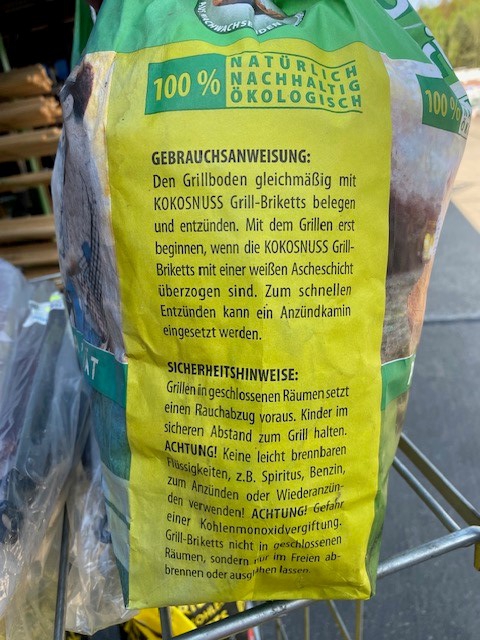 NATÜRLICH
100 % NACHHALTIG
ÖKOLOGISCH
100 %
GEBRAUCHSANWEISUNG:
Den Grillboden gleichmäßig mit
KOKOSNUSS Grill-Briketts belegen
und entzünden. Mit dem Grillen erst
beginnen, wenn die KOKOSNUSS Grill-
Briketts mit einer weißen Ascheschicht
überzogen sind. Zum schnellen
Entzünden kann ein Anzündkamin
eingesetzt werden.
SICHERHEITSHINWEISE:
Grillen in geschlossenen Räumen setzt
einen Rauchabzug voraus. Kinder im
sicheren Abstand zum Grill halten.
ACHTUNG! Keine leicht brennbaren
Flüssigkeiten, z.B. Spiritus, Benzin,
zum Anzünden oder Wiederanzün-
den verwenden! ACHTUNG! Gefahr
einer Kohlenmonoxidvergiftung.
Grill-Briketts nicht in geschlossenen
Räumen, sondern nur im Freien ab-
brennen oder ausglühen lassen.